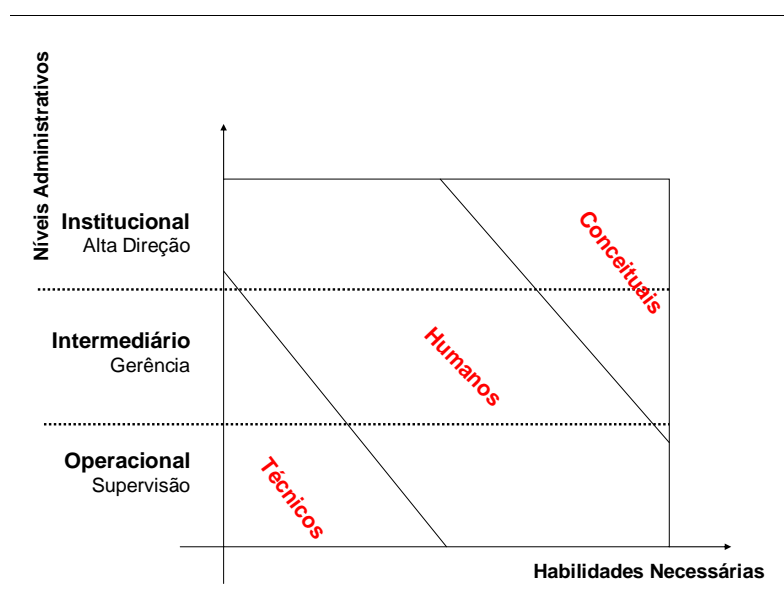 Níveis Administrativos
Institucional
Alta Direção
Conceituais
Intermediário
Gerência
Humanos
Operacional
Supervisão
Técnicos
Habilidades Necessárias